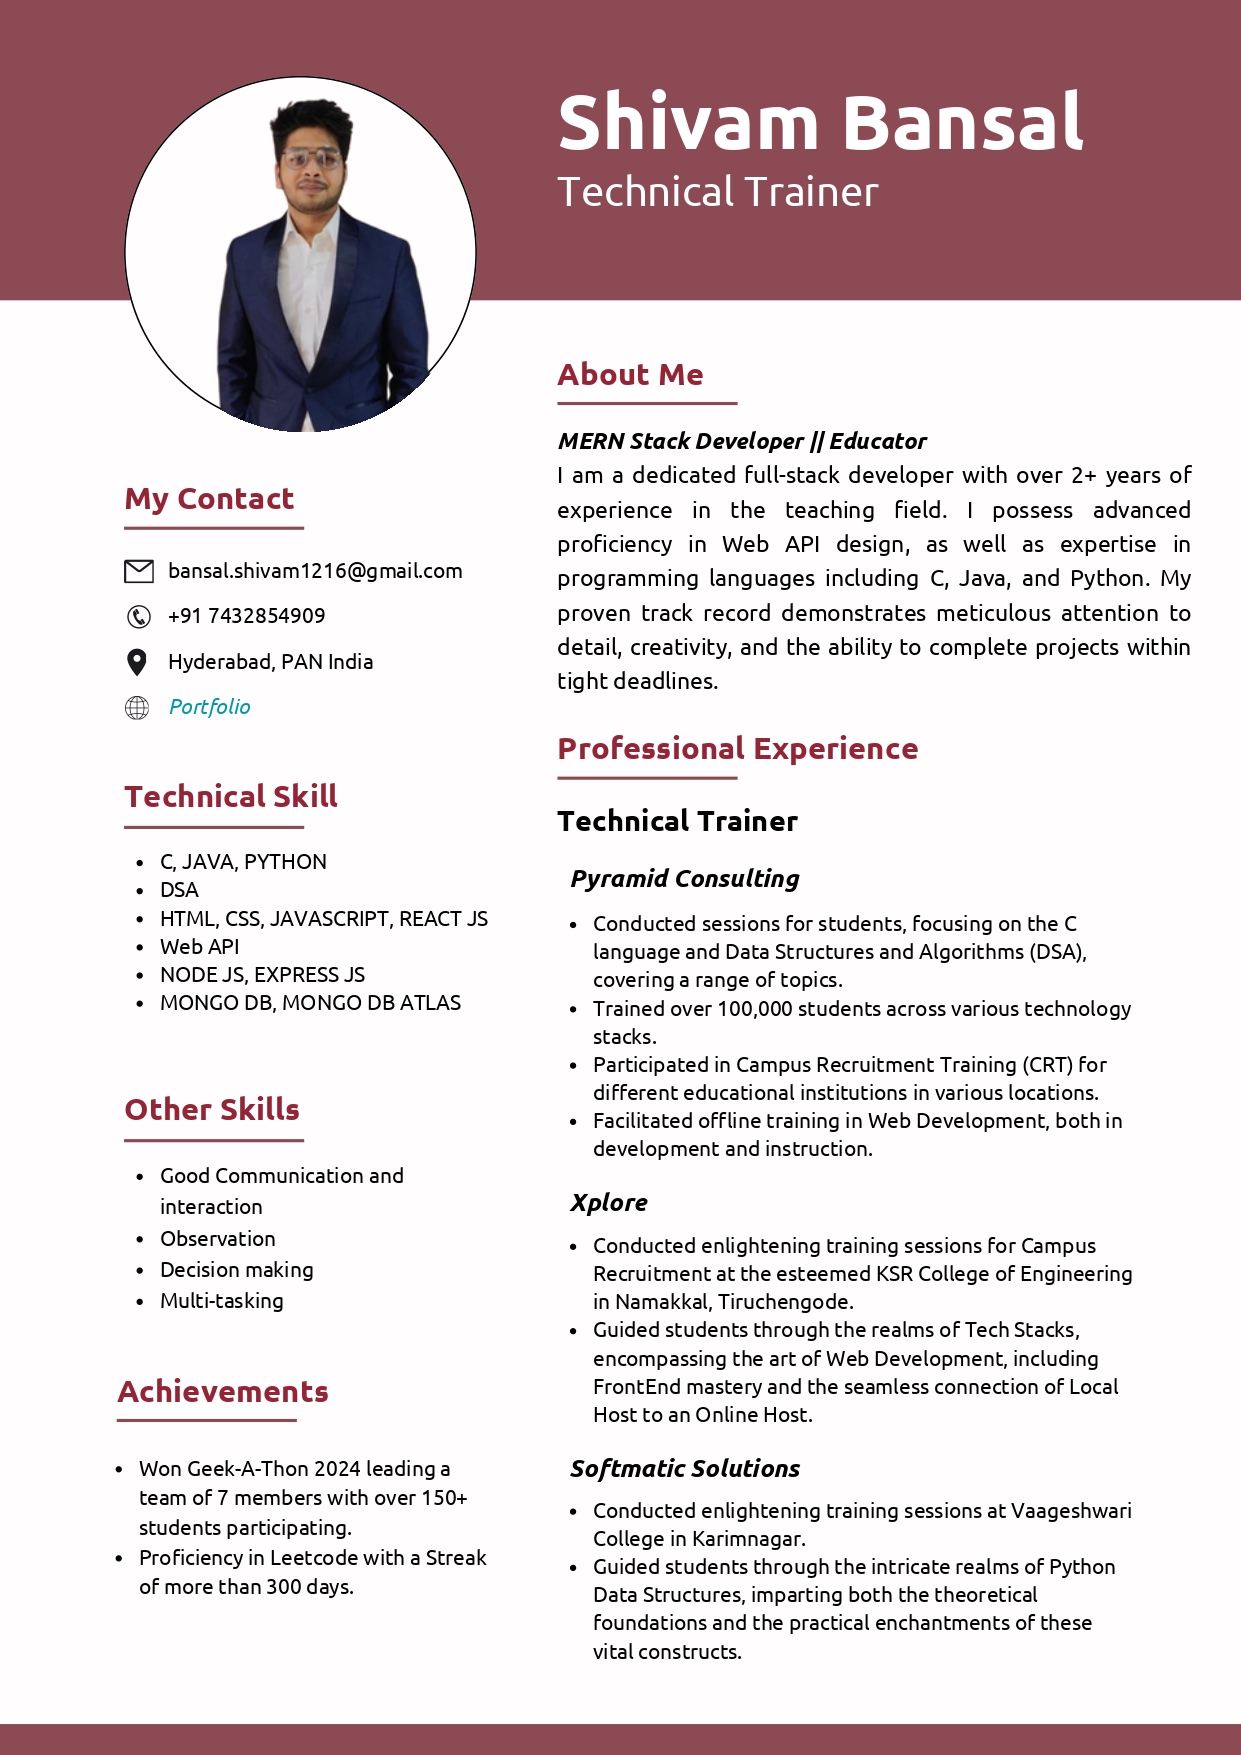 Shivam Bansal
Technical Trainer
My Contact
bansal.shivam1216@gmail.com
+91 7432854909
Hyderabad, PAN India
Portfolio
Technical Skill
• C, JAVA, PYTHON
• DSA
• HTML, CSS, JAVASCRIPT, REACT JS
• Web API
• NODE JS, EXPRESS JS
• MONGO DB, MONGO DB ATLAS
Other Skills
• Good Communication and
interaction
• Observation
• Decision making
• Multi-tasking
Achievements
• Won Geek-A-Thon 2024 leading a
team of 7 members with over 150+
students participating.
• Proficiency in Leetcode with a Streak
of more than 300 days.
About Me
MERN Stack Developer || Educator
I am a dedicated full-stack developer with over 2+ years of
experience in the teaching field. I possess advanced
proficiency in Web API design, as well as expertise in
programming languages including C, Java, and Python. My
proven track record demonstrates meticulous attention to
detail, creativity, and the ability to complete projects within
tight deadlines.
Professional Experience
Technical Trainer
Pyramid Consulting
• Conducted sessions for students, focusing on the C
language and Data Structures and Algorithms (DSA),
covering a range of topics.
• Trained over 100,000 students across various technology
stacks.
• Participated in Campus Recruitment Training (CRT) for
different educational institutions in various locations.
• Facilitated offline training in Web Development, both in
development and instruction.
Xplore
• Conducted enlightening training sessions for Campus
Recruitment at the esteemed KSR College of Engineering
in Namakkal, Tiruchengode.
• Guided students through the realms of Tech Stacks,
encompassing the art of Web Development, including
FrontEnd mastery and the seamless connection of Local
Host to an Online Host.
Softmatic Solutions
• Conducted enlightening training sessions at Vaageshwari
College in Karimnagar.
• Guided students through the intricate realms of Python
Data Structures, imparting both the theoretical
foundations and the practical enchantments of these
vital constructs.